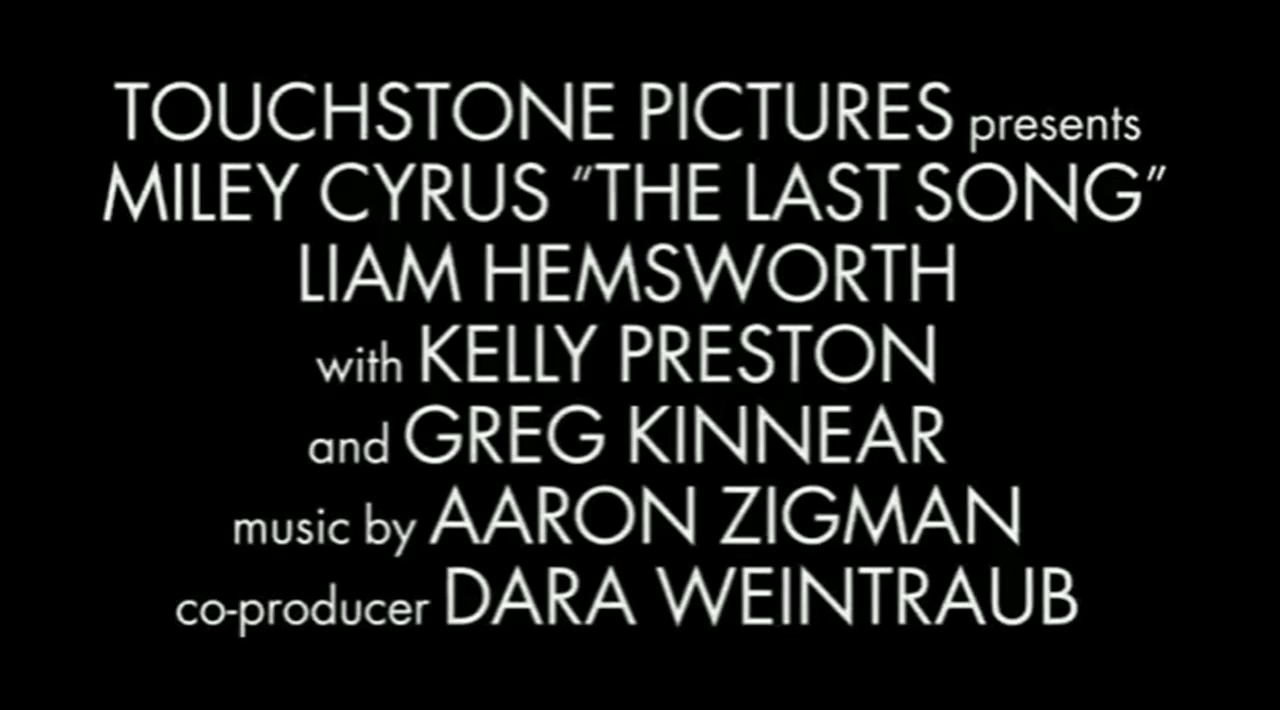 TOUCHSTONE PICTURES presents
MILEY CYRUS “THE LAST SONG”
LIAM HEMSWORTH
with KELLY PRESTON
and GREG KINNEAR
music by AARON ZIGMAN
co-producer DARA WEINTRAUB